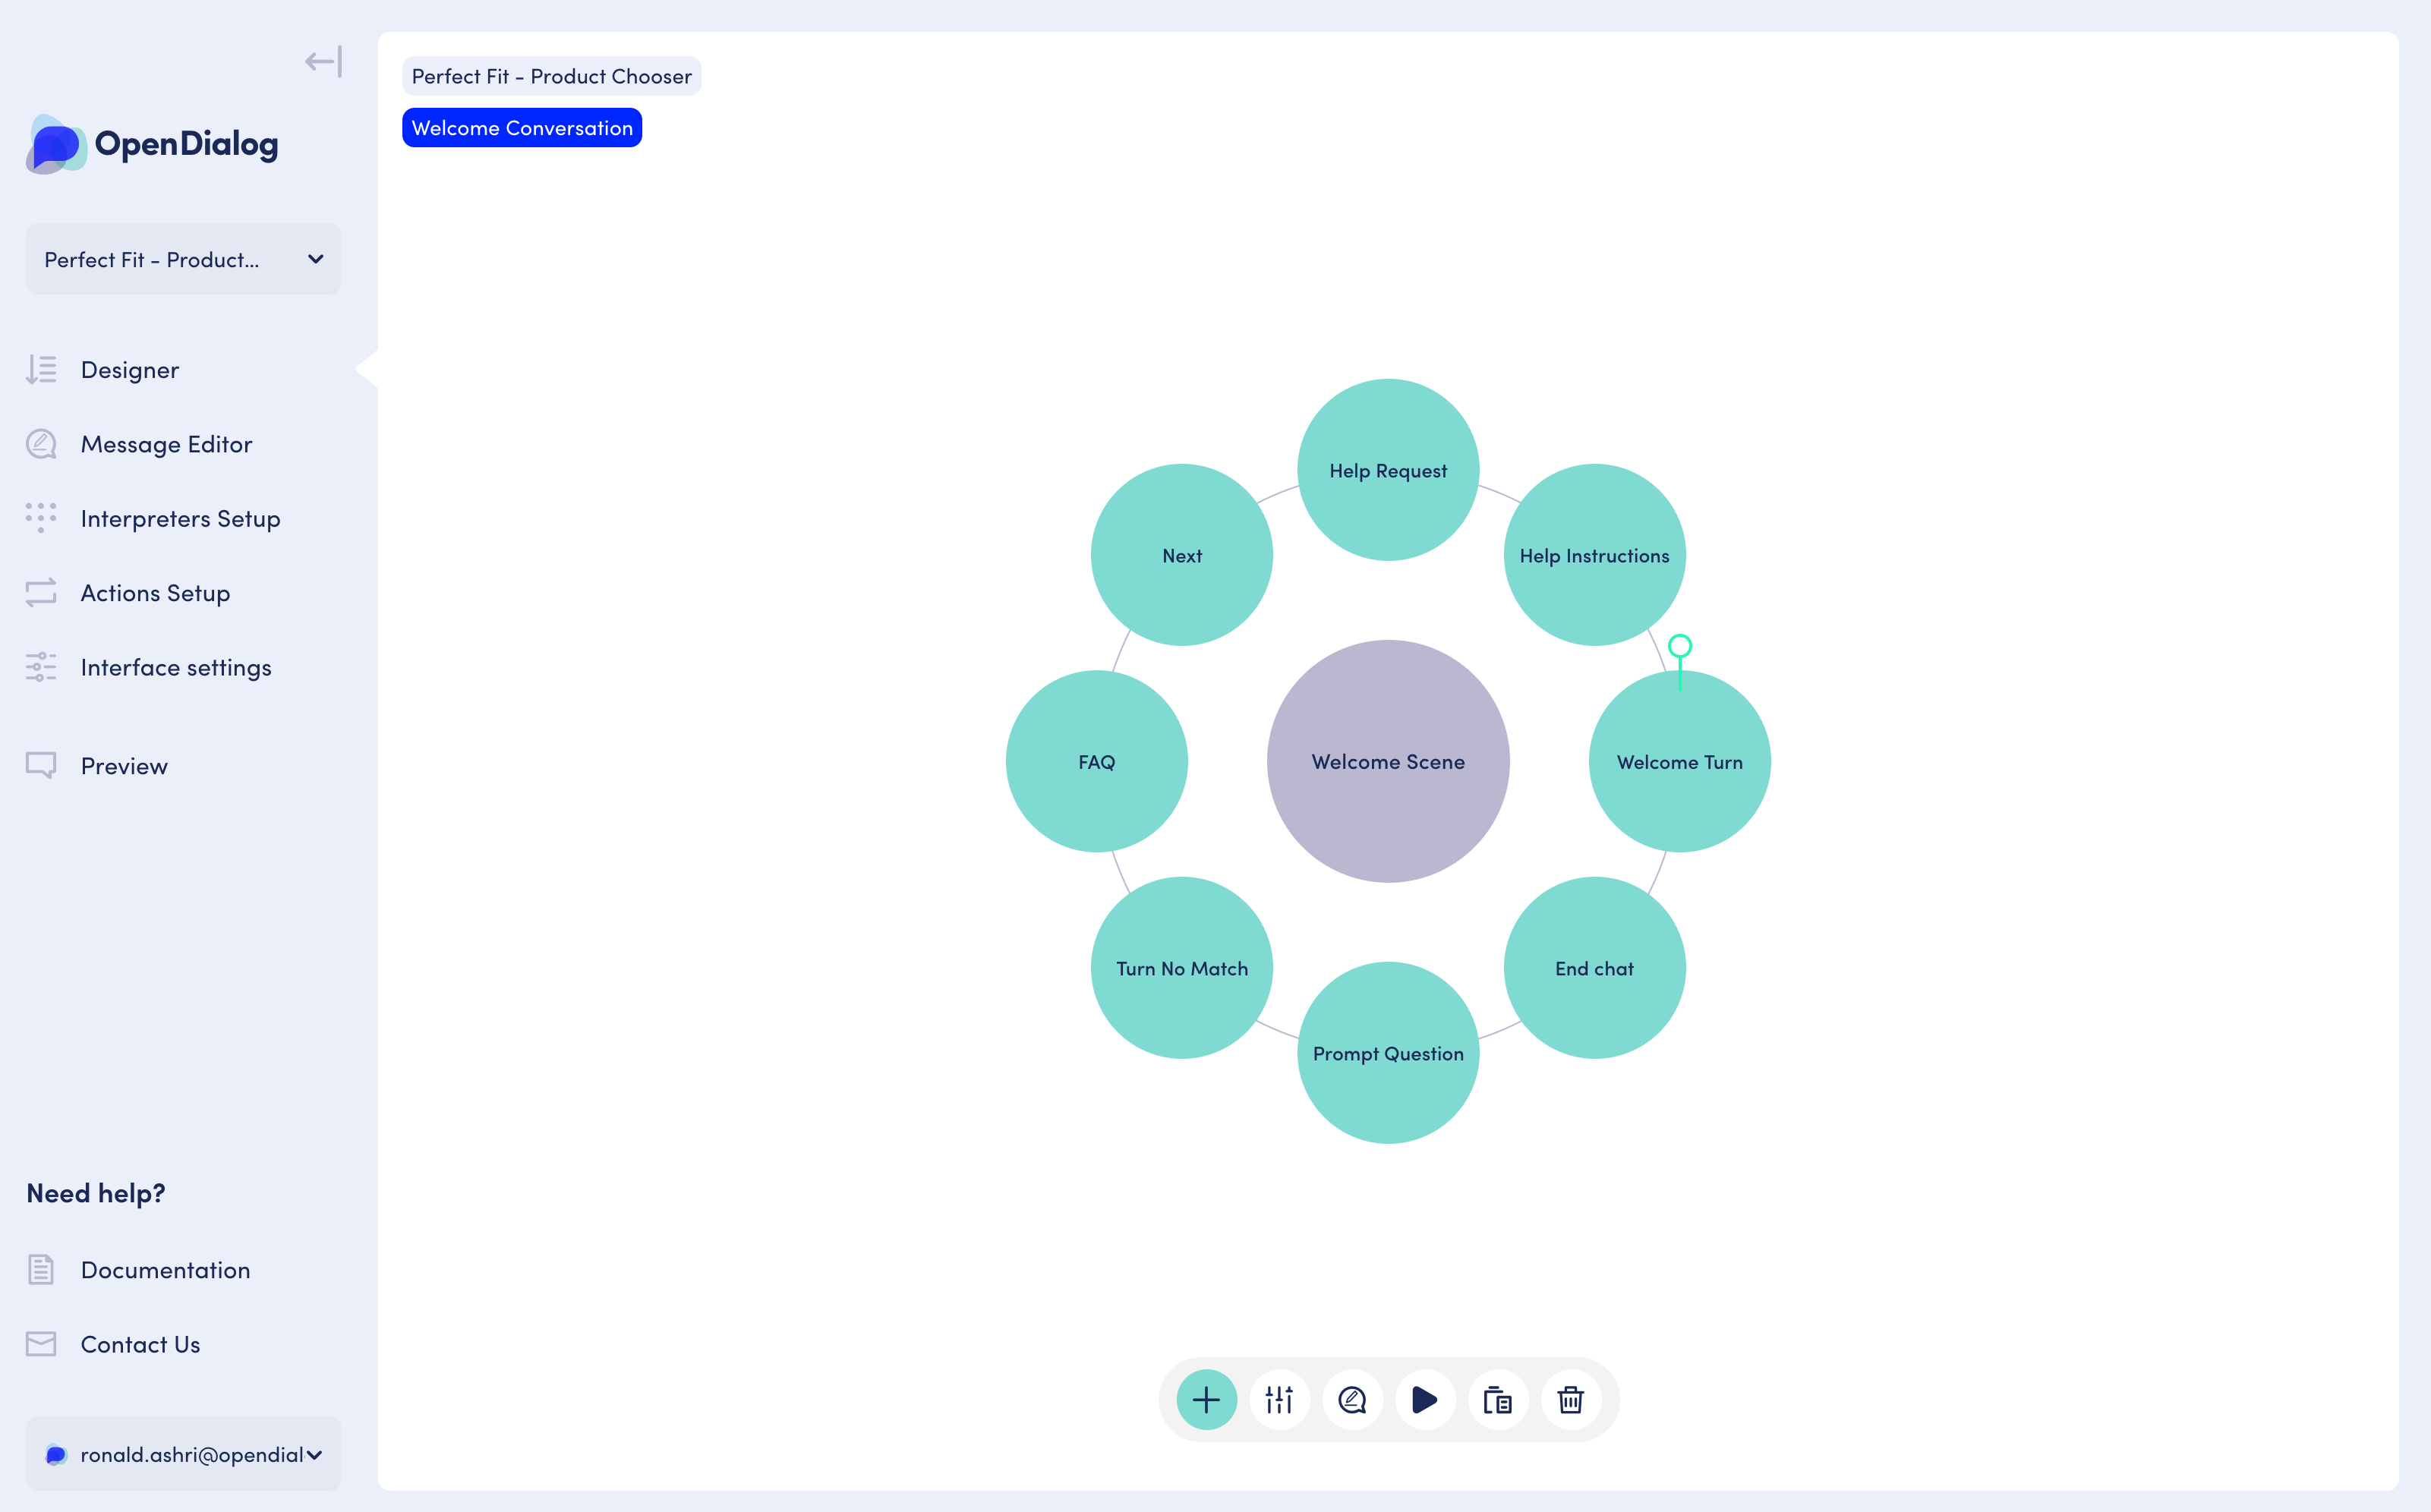 OpenDialog
Perfect Fit - Product...
Designer
Message Editor
Interpreters Setup
Actions Setup
Interface settings
Preview
Need help?
Documentation
Contact Us
ronald.ashri@opendial
Perfect Fit - Product Chooser
Welcome Conversation
Help Request
Next
Help Instructions
FAQ
Welcome Scene
Welcome Turn
Turn No Match
End chat
Prompt Question